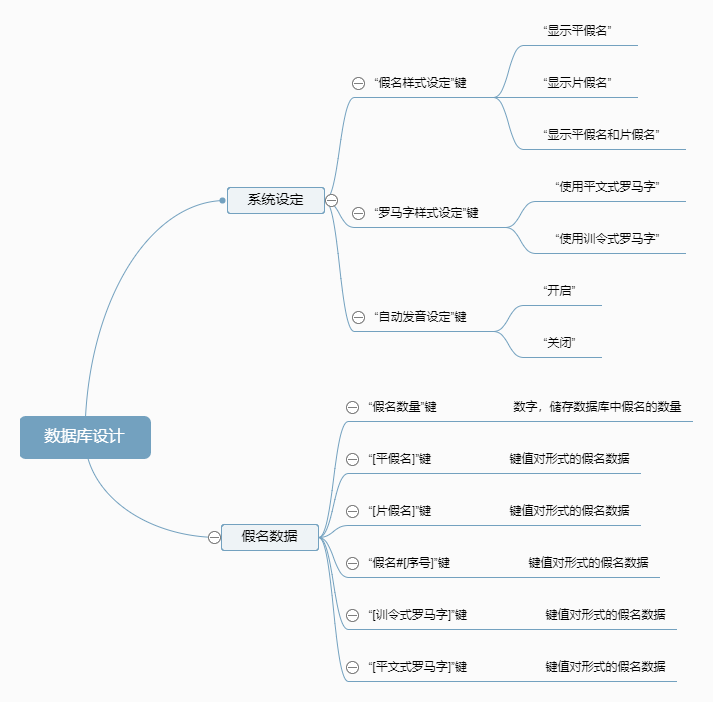 “显示平假名”
“假名样式设定”键
“显示片假名”
“显示平假名和片假名”
系统设定
“罗马字样式设定”键
“使用平文式罗马字”
“使用训令式罗马字”
“自动发音设定”键
“开启”
“关闭”
数据库设计
“假名数量”键
数字，储存数据库中假名的数量
“[平假名]”键
键值对形式的假名数据
“[片假名]”键
键值对形式的假名数据
假名数据
“假名#[序号]”键
键值对形式的假名数据
“[训令式罗马字]”键
键值对形式的假名数据
“[平文式罗马字]”键
键值对形式的假名数据